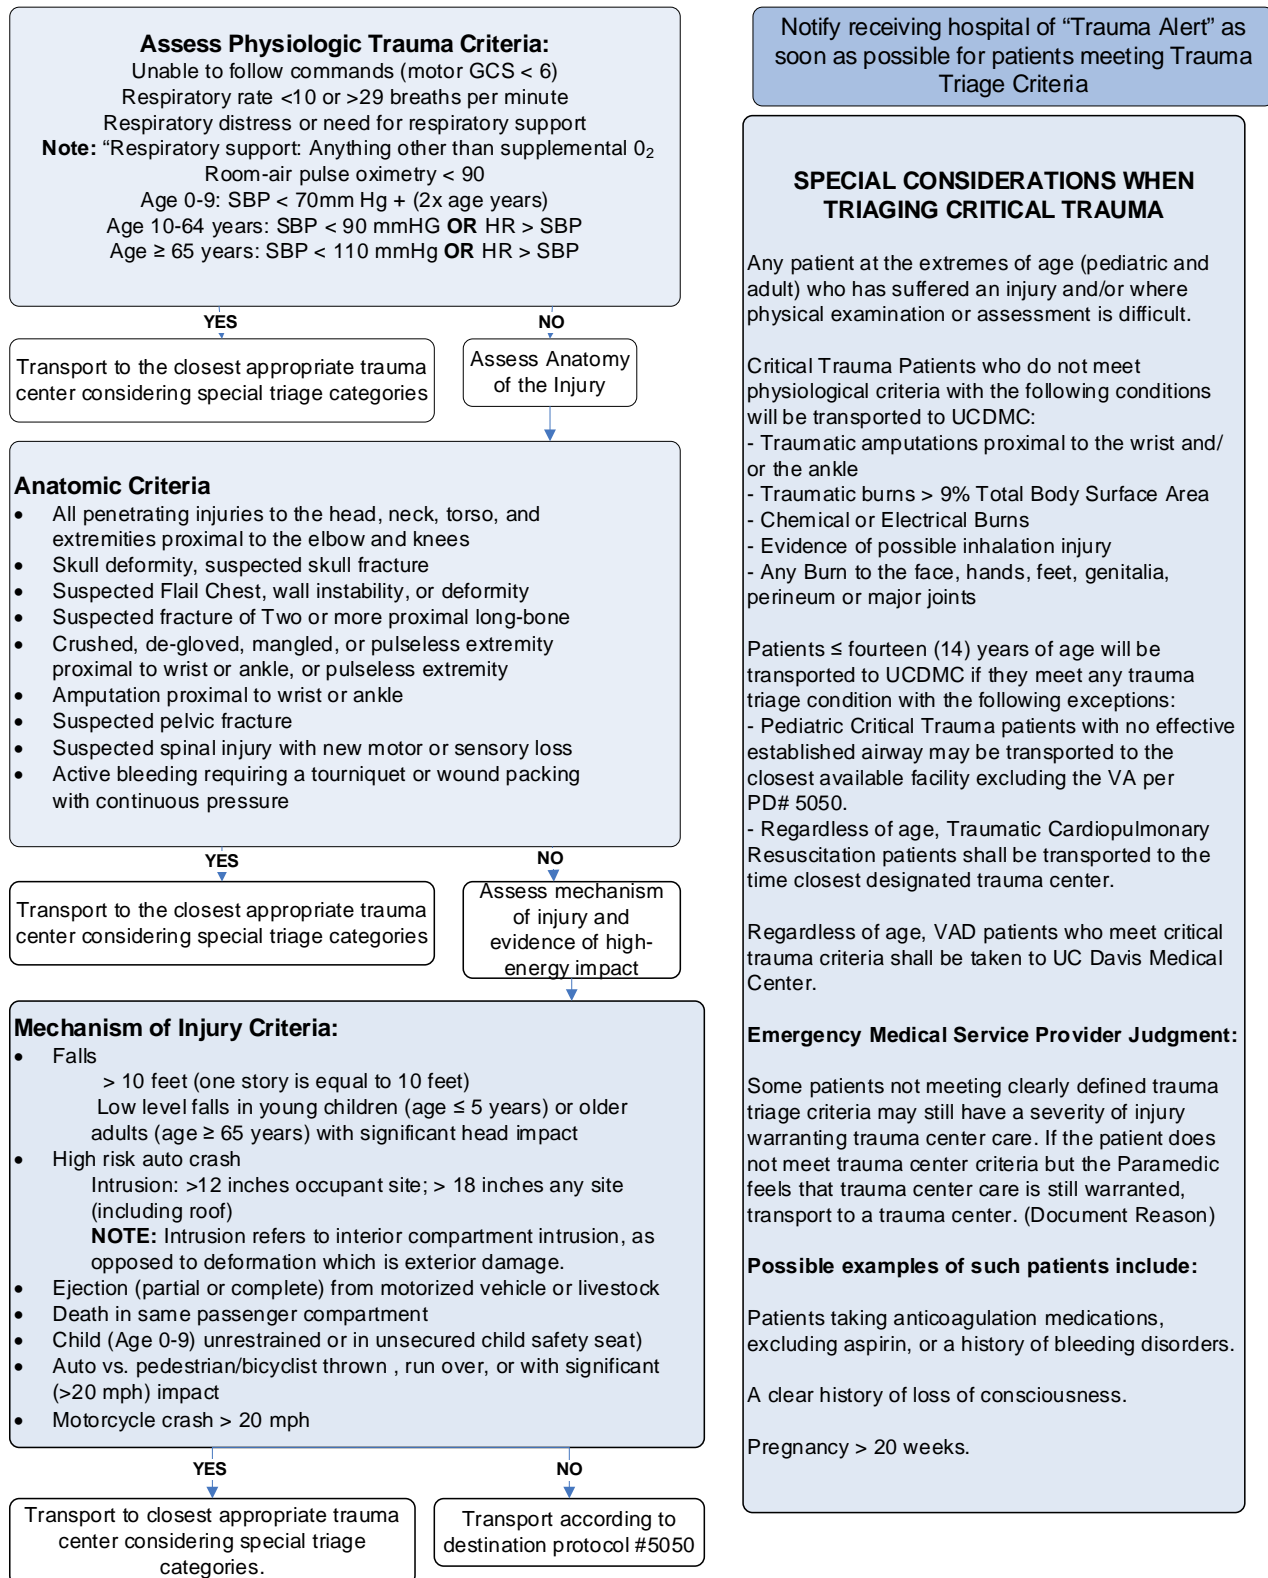 Assess Physiologic Trauma Criteria:
Unable to follow commands (motor GCS < 6)
Respiratory rate <10 or >29 breaths per minute
Respiratory distress or need for respiratory support
Note: “Respiratory support: Anything other than supplemental 0₂
Room-air pulse oximetry < 90
Age 0-9: SBP < 70mm Hg + (2x age years)
Age 10-64 years: SBP < 90 mmHG OR HR > SBP
Age ≥ 65 years: SBP < 110 mmHg OR HR > SBP
YES
NO
Transport to the closest appropriate trauma
center considering special triage categories
Assess Anatomy
of the Injury
Anatomic Criteria
• All penetrating injuries to the head, neck, torso, and
extremities proximal to the elbow and knees
• Skull deformity, suspected skull fracture
• Suspected Flail Chest, wall instability, or deformity
• Suspected fracture of Two or more proximal long-bone
• Crushed, de-gloved, mangled, or pulseless extremity
proximal to wrist or ankle, or pulseless extremity
• Amputation proximal to wrist or ankle
• Suspected pelvic fracture
• Suspected spinal injury with new motor or sensory loss
• Active bleeding requiring a tourniquet or wound packing
with continuous pressure
YES
NO
Transport to the closest appropriate trauma
center considering special triage categories
Assess mechanism
of injury and
evidence of high-
energy impact
Mechanism of Injury Criteria:
• Falls
> 10 feet (one story is equal to 10 feet)
Low level falls in young children (age ≤ 5 years) or older
adults (age ≥ 65 years) with significant head impact
• High risk auto crash
Intrusion: >12 inches occupant site; > 18 inches any site
(including roof)
NOTE: Intrusion refers to interior compartment intrusion, as
opposed to deformation which is exterior damage.
• Ejection (partial or complete) from motorized vehicle or livestock
• Death in same passenger compartment
• Child (Age 0-9) unrestrained or in unsecured child safety seat)
• Auto vs. pedestrian/bicyclist thrown , run over, or with significant
(>20 mph) impact
• Motorcycle crash > 20 mph
YES
NO
Transport to closest appropriate trauma
center considering special triage
categories.
Transport according to
destination protocol #5050
Notify receiving hospital of “Trauma Alert” as
soon as possible for patients meeting Trauma
Triage Criteria
SPECIAL CONSIDERATIONS WHEN
TRIAGING CRITICAL TRAUMA
Any patient at the extremes of age (pediatric and
adult) who has suffered an injury and/or where
physical examination or assessment is difficult.
Critical Trauma Patients who do not meet
physiological criteria with the following conditions
will be transported to UCDMC:
- Traumatic amputations proximal to the wrist and/
or the ankle
- Traumatic burns > 9% Total Body Surface Area
- Chemical or Electrical Burns
- Evidence of possible inhalation injury
- Any Burn to the face, hands, feet, genitalia,
perineum or major joints
Patients ≤ fourteen (14) years of age will be
transported to UCDMC if they meet any trauma
triage condition with the following exceptions:
- Pediatric Critical Trauma patients with no effective
established airway may be transported to the
closest available facility excluding the VA per
PD# 5050.
- Regardless of age, Traumatic Cardiopulmonary
Resuscitation patients shall be transported to the
time closest designated trauma center.
Regardless of age, VAD patients who meet critical
trauma criteria shall be taken to UC Davis Medical
Center.
Emergency Medical Service Provider Judgment:
Some patients not meeting clearly defined trauma
triage criteria may still have a severity of injury
warranting trauma center care. If the patient does
not meet trauma center criteria but the Paramedic
feels that trauma center care is still warranted,
transport to a trauma center. (Document Reason)
Possible examples of such patients include:
Patients taking anticoagulation medications,
excluding aspirin, or a history of bleeding disorders.
A clear history of loss of consciousness.
Pregnancy > 20 weeks.